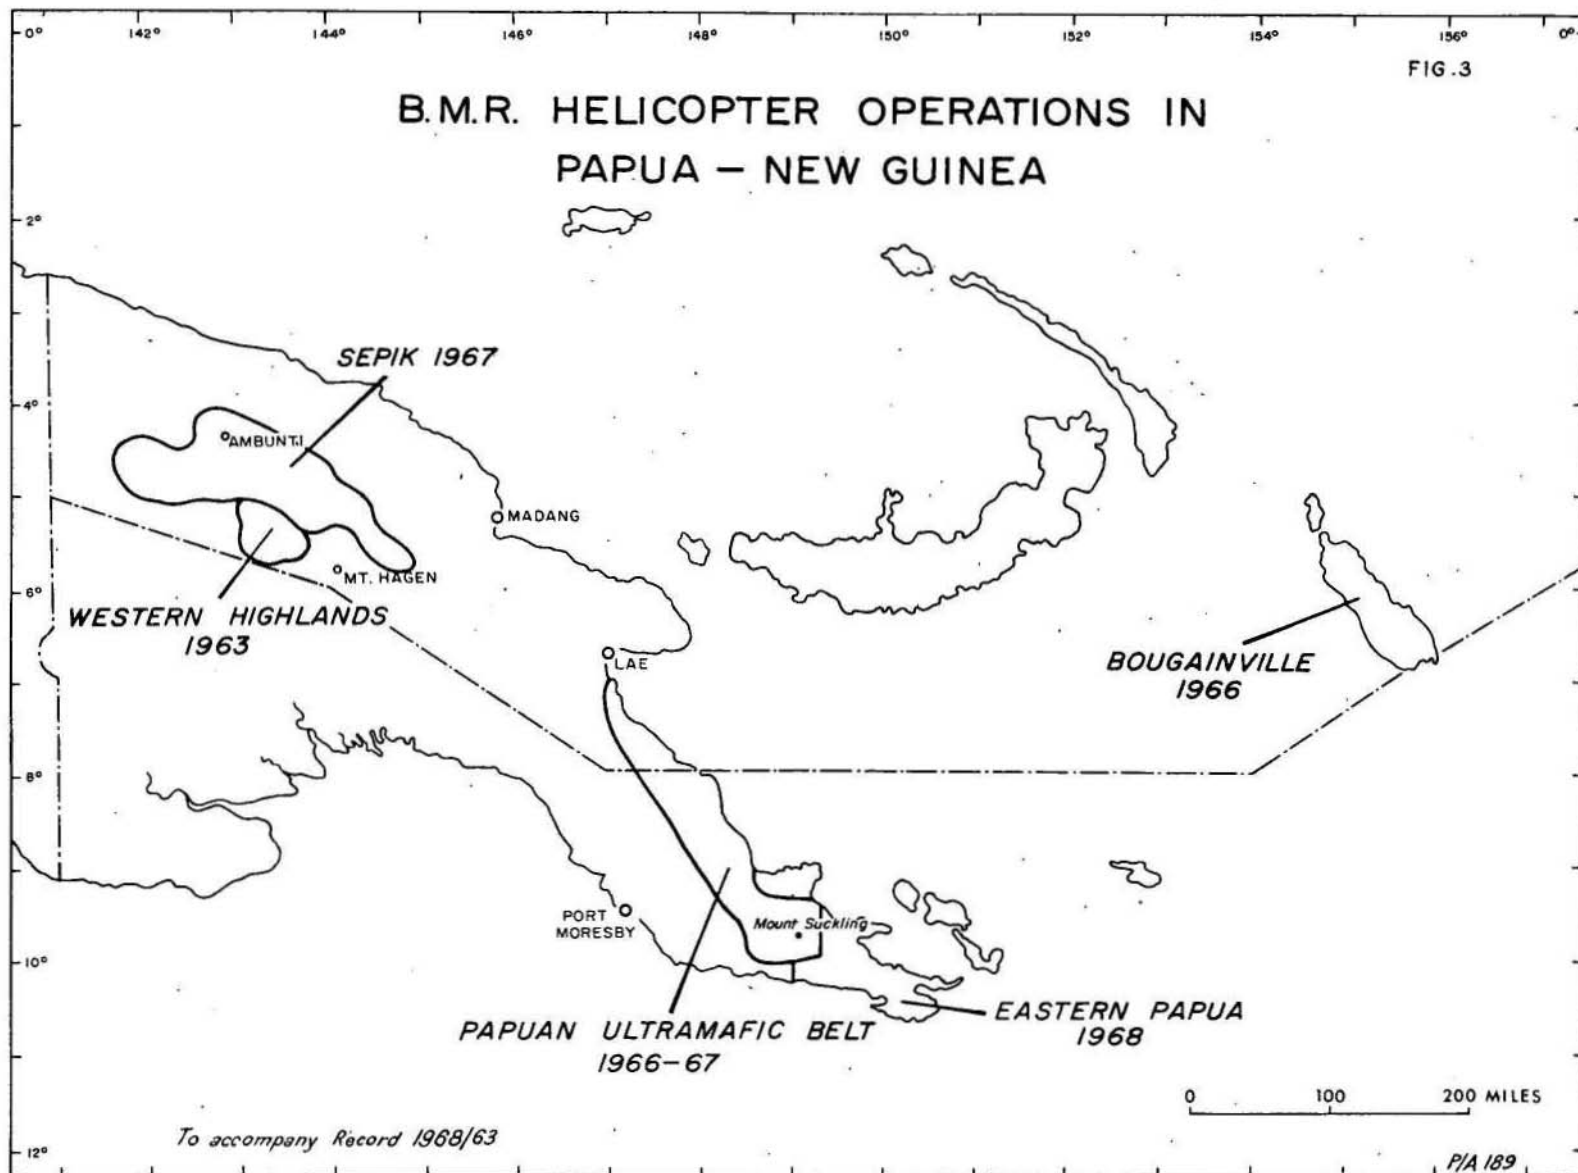 0° 142° 144° 146° 148° 150° 152° 154° 156° 0°
FIG.3
B.M.R. HELICOPTER OPERATIONS IN
PAPUA – NEW GUINEA
2°
SEPIK 1967
4°
AMBUNTI
MADANG
MT. HAGEN
6°
WESTERN HIGHLANDS
1963
LAE
BOUGAINVILLE
1966
8°
PORT
MORESBY
Mount Suckling
10°
EASTERN PAPUA
1968
PAPUAN ULTRAMAFIC BELT
1966–67
0 100 200 MILES
To accompany Record 1968/63
12°
P/A 189